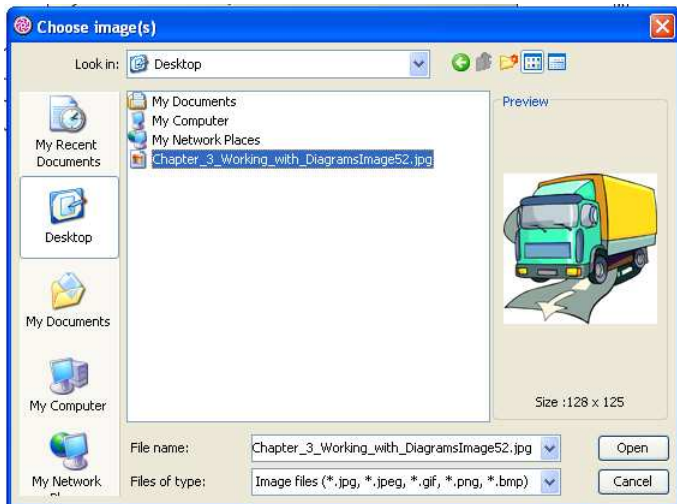 Choose image(s)
Look in:
Desktop
My Recent
Documents
Desktop
My Documents
My Computer
My Network
My Documents
My Computer
My Network Places
Chapter_3_Working_with_DiagramsImage52.jpg
Preview
Size :128 x 125
File name:
Chapter_3_Working_with_DiagramsImage52.jpg
Open
Files of type:
Image files (*.jpg, *.jpeg, *.gif, *.png, *.bmp)
Cancel